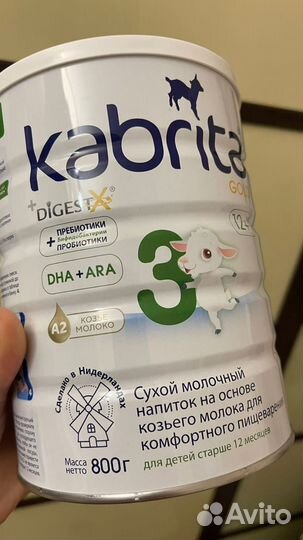 kabrita
GOLD
+DIGESTX®
12+
ПРЕБИОТИКИ
+ Бифидобактерии
ПРОБИОТИКИ
DHA + ARA
3
A2
КОЗЬЕ
МОЛОКО
Сделано в Нидерландах
Сухой молочный
напиток на основе
козьего молока для
комфортного пищеварения
для детей старше 12 месяцев
Масса
нетто
800г
Avito